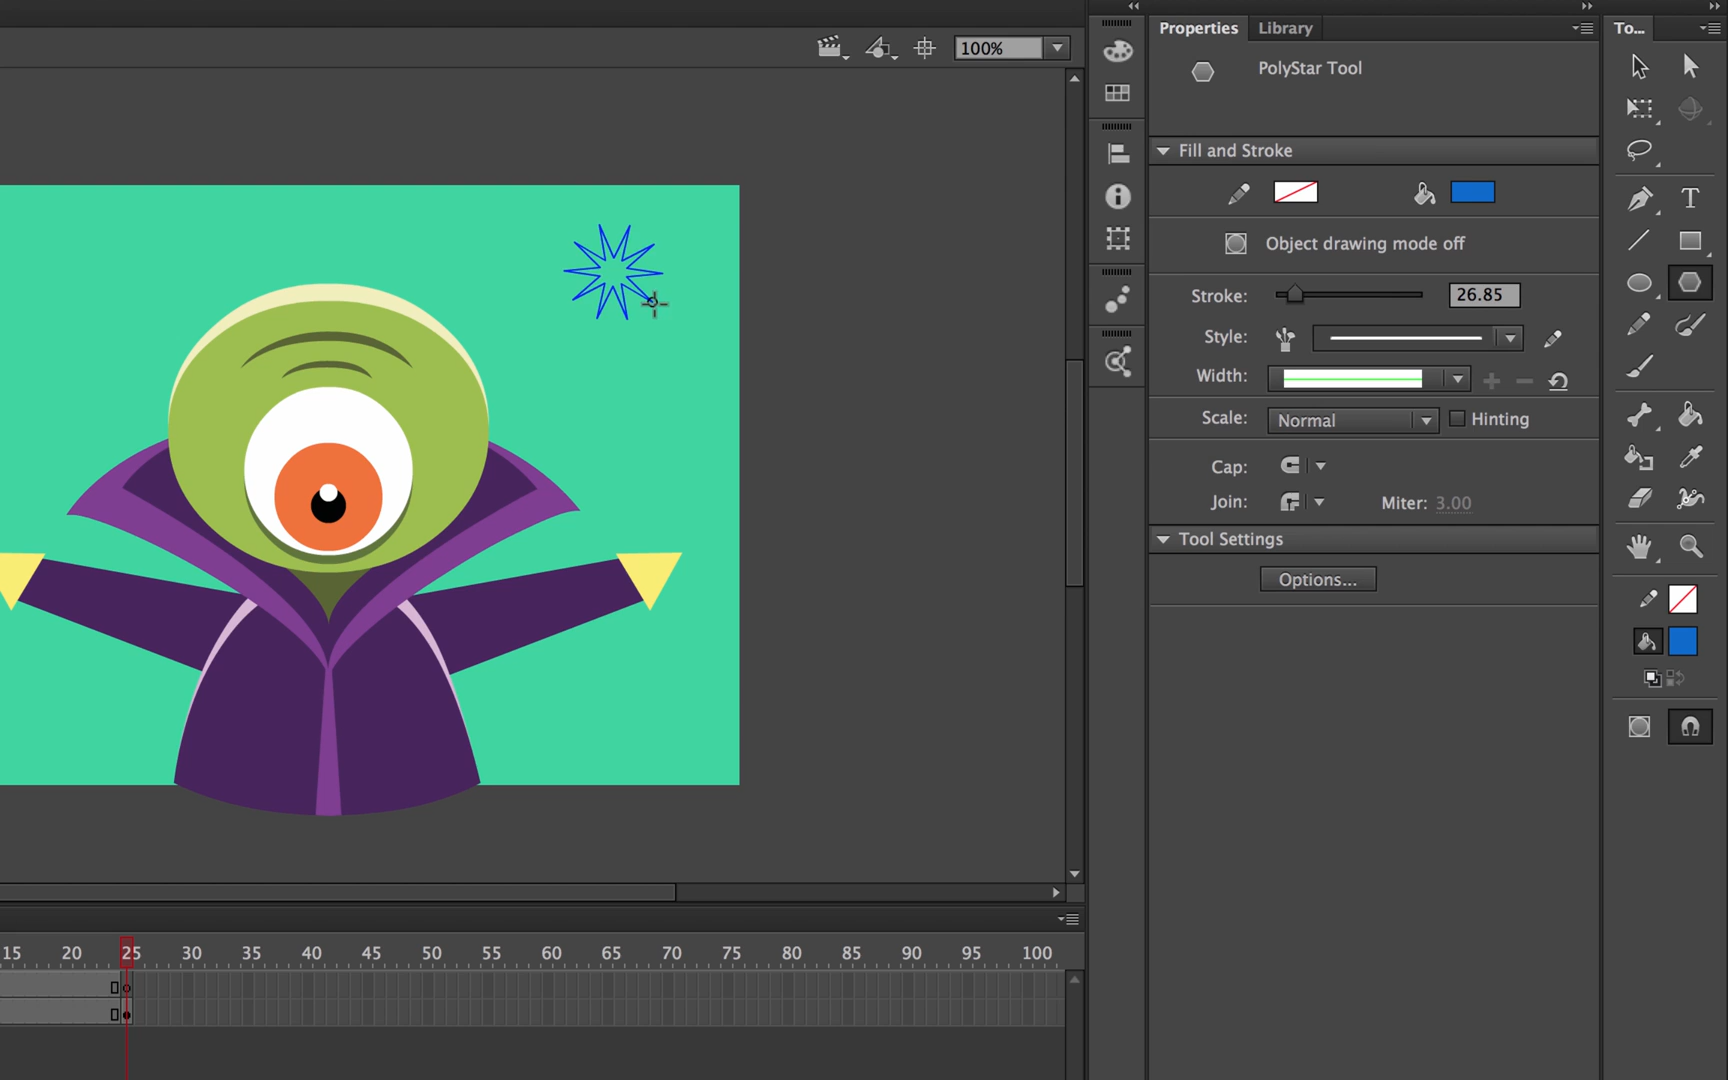 Properties
Library
To...
100%
PolyStar Tool
Fill and Stroke
Object drawing mode off
Stroke:
26.85
Style:
Width:
Scale:
Normal
Hinting
Cap:
Join:
Miter: 3.00
Tool Settings
Options...
T
15 20 25 30 35 40 45 50 55 60 65 70 75 80 85 90 95 100